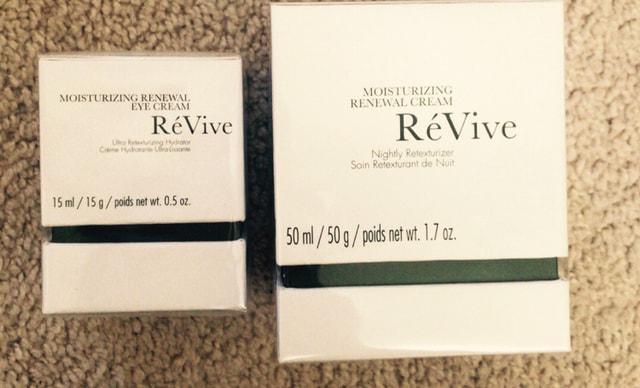 MOISTURIZING RENEWAL
EYE CREAM
RéVive
Ultra Retexturizing Hydrator
Crème Hydratante Ultra-Lissante
15 ml / 15 g / poids net wt. 0.5 oz.
MOISTURIZING
RENEWAL CREAM
RéVive
Nightly Retexturizer
Soin Retexturant de Nuit
50 ml / 50 g / poids net wt. 1.7 oz.